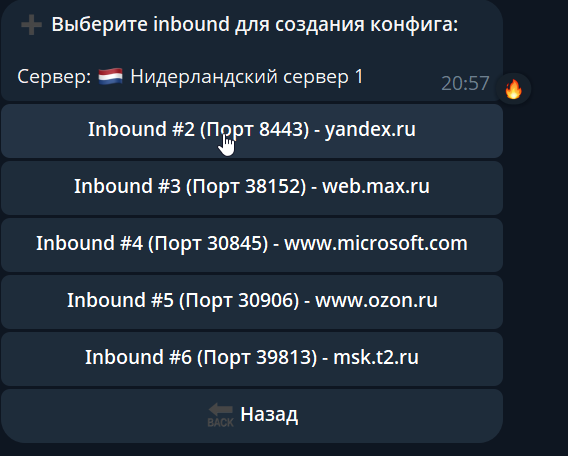 ➕ Выберите inbound для создания конфига:
Сервер: 🇳🇱 Нидерландский сервер 1
20:57
Inbound #2 (Порт 8443) - yandex.ru
Inbound #3 (Порт 38152) - web.max.ru
Inbound #4 (Порт 30845) - www.microsoft.com
Inbound #5 (Порт 30906) - www.ozon.ru
Inbound #6 (Порт 39813) - msk.t2.ru
BACK Назад